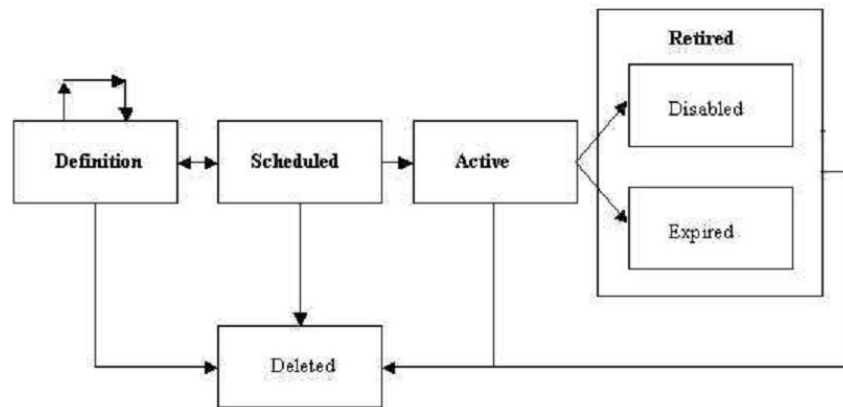 Retired
Disabled
Definition
Scheduled
Active
Expired
Deleted